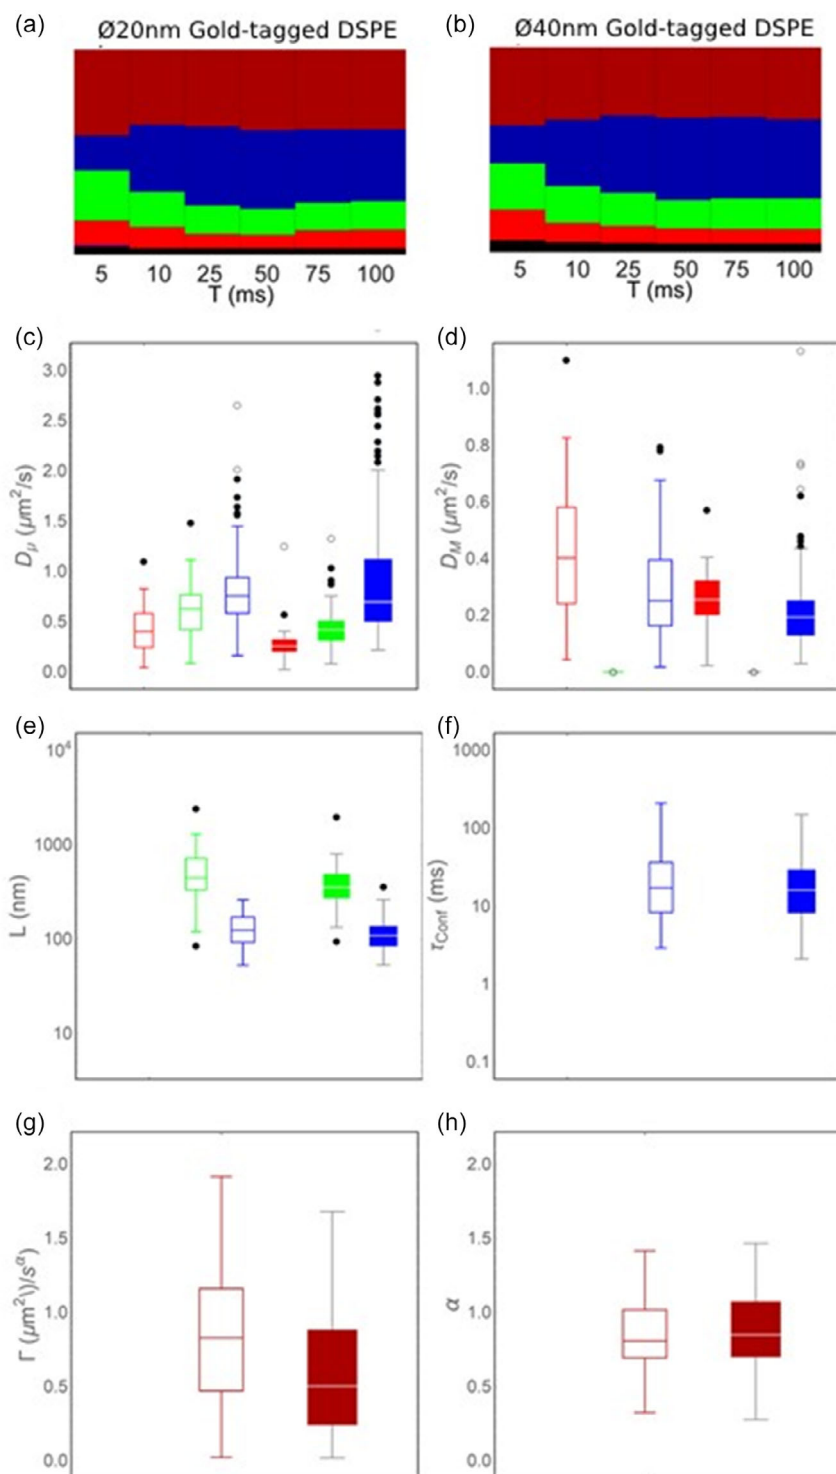 (a) Ø20nm Gold-tagged DSPE
5 10 25 50 75 100
T (ms)
(b) Ø40nm Gold-tagged DSPE
5 10 25 50 75 100
T (ms)
(c)
Dμ (μm²/s)
3.0
2.5
2.0
1.5
1.0
0.5
0.0
(d)
DM (μm²/s)
1.0
0.8
0.6
0.4
0.2
0.0
(e)
L (nm)
10⁴
1000
100
10
(f)
τConf (ms)
1000
100
10
1
0.1
(g)
Γ (μm²\)/s^α)
2.0
1.5
1.0
0.5
0.0
(h)
α
2.0
1.5
1.0
0.5
0.0